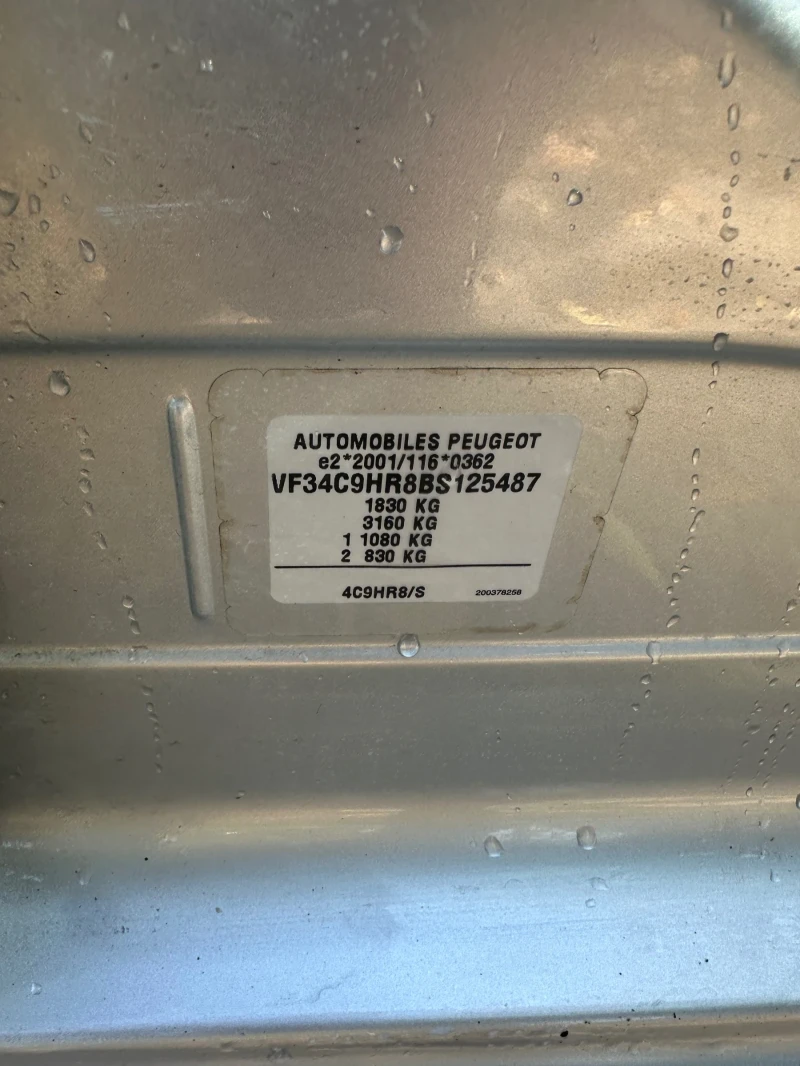 AUTOMOBILES PEUGEOT
e2*2001/116*0362
VF34C9HR8BS125487
1830 KG
3160 KG
1 1080 KG
2 830 KG
4C9HR8/S 200378258